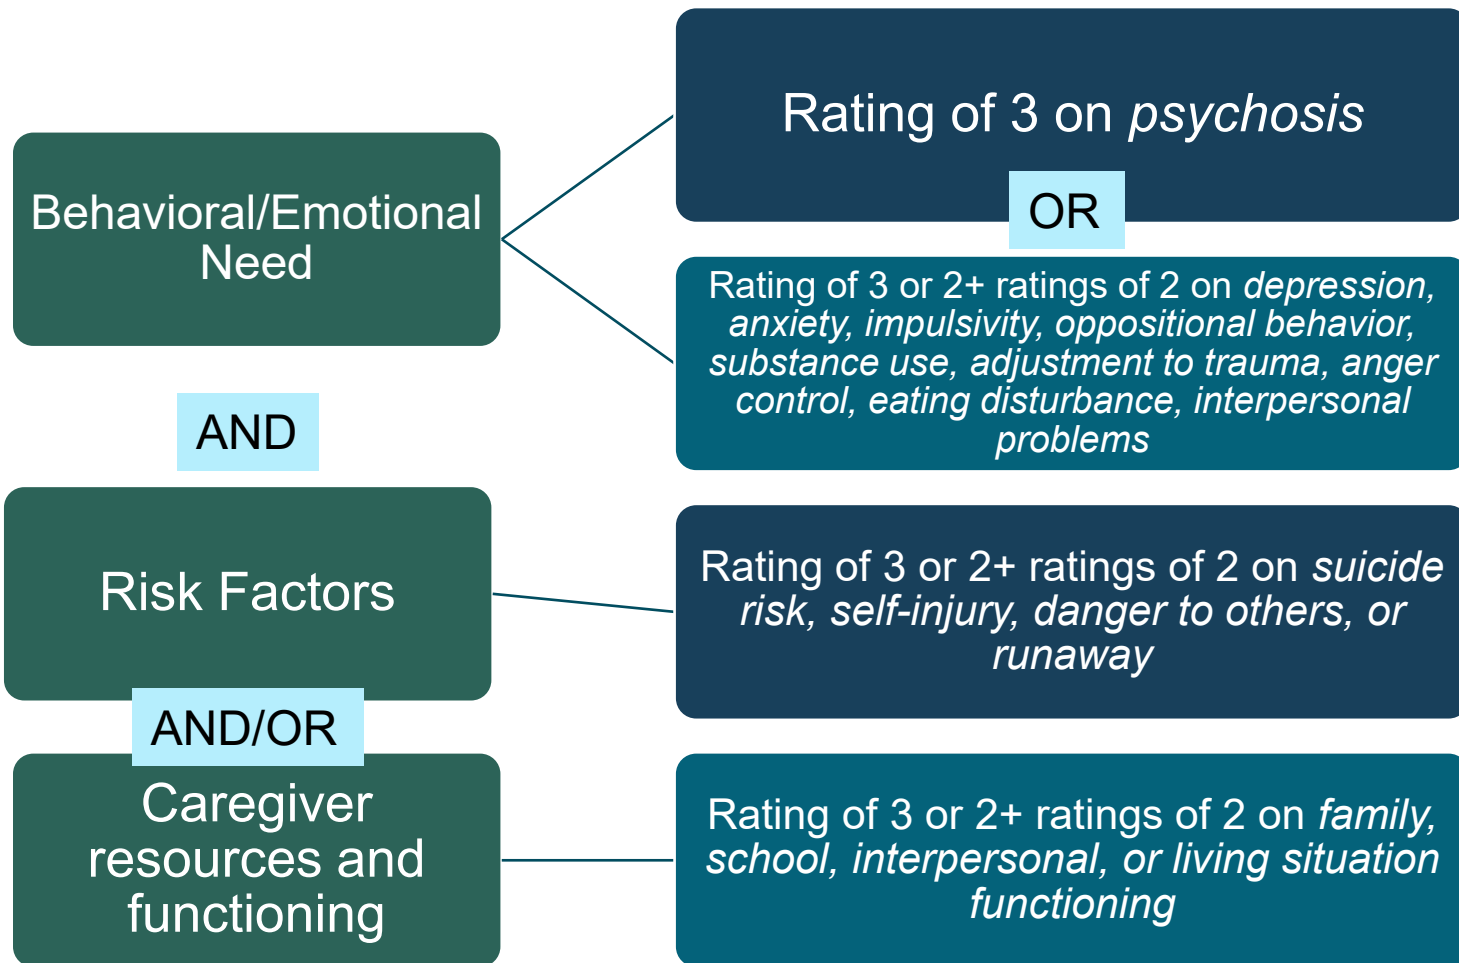 Behavioral/Emotional
Need
Rating of 3 on psychosis
OR
Rating of 3 or 2+ ratings of 2 on depression,
anxiety, impulsivity, oppositional behavior,
substance use, adjustment to trauma, anger
control, eating disturbance, interpersonal
problems
AND
Risk Factors
Rating of 3 or 2+ ratings of 2 on suicide
risk, self-injury, danger to others, or
runaway
AND/OR
Caregiver
resources and
functioning
Rating of 3 or 2+ ratings of 2 on family,
school, interpersonal, or living situation
functioning